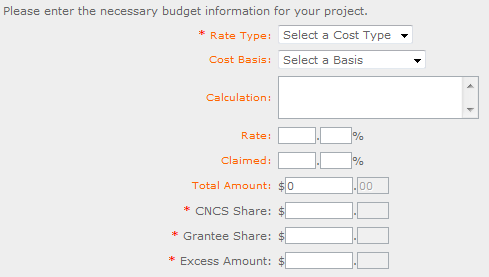 Please enter the necessary budget information for your project.
* Rate Type: Select a Cost Type
Cost Basis: Select a Basis
Calculation:
Rate: . %
Claimed: . %
Total Amount: $ 0 . 00
* CNCS Share: $ .
* Grantee Share: $ .
* Excess Amount: $ .